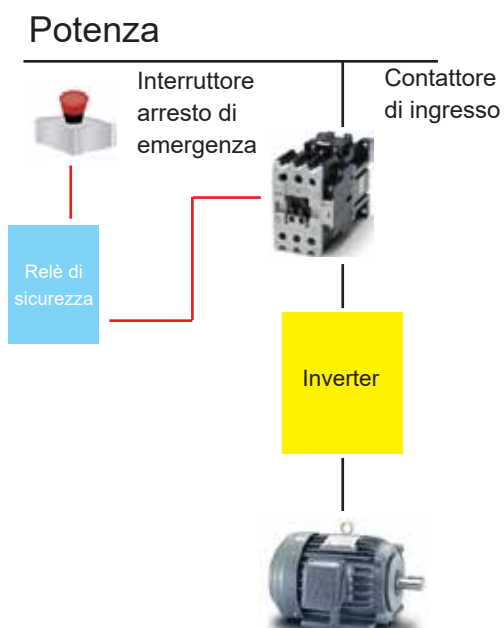 Potenza
Interruttore
arresto di
emergenza
Contattore
di ingresso
Relè di
sicurezza
Inverter